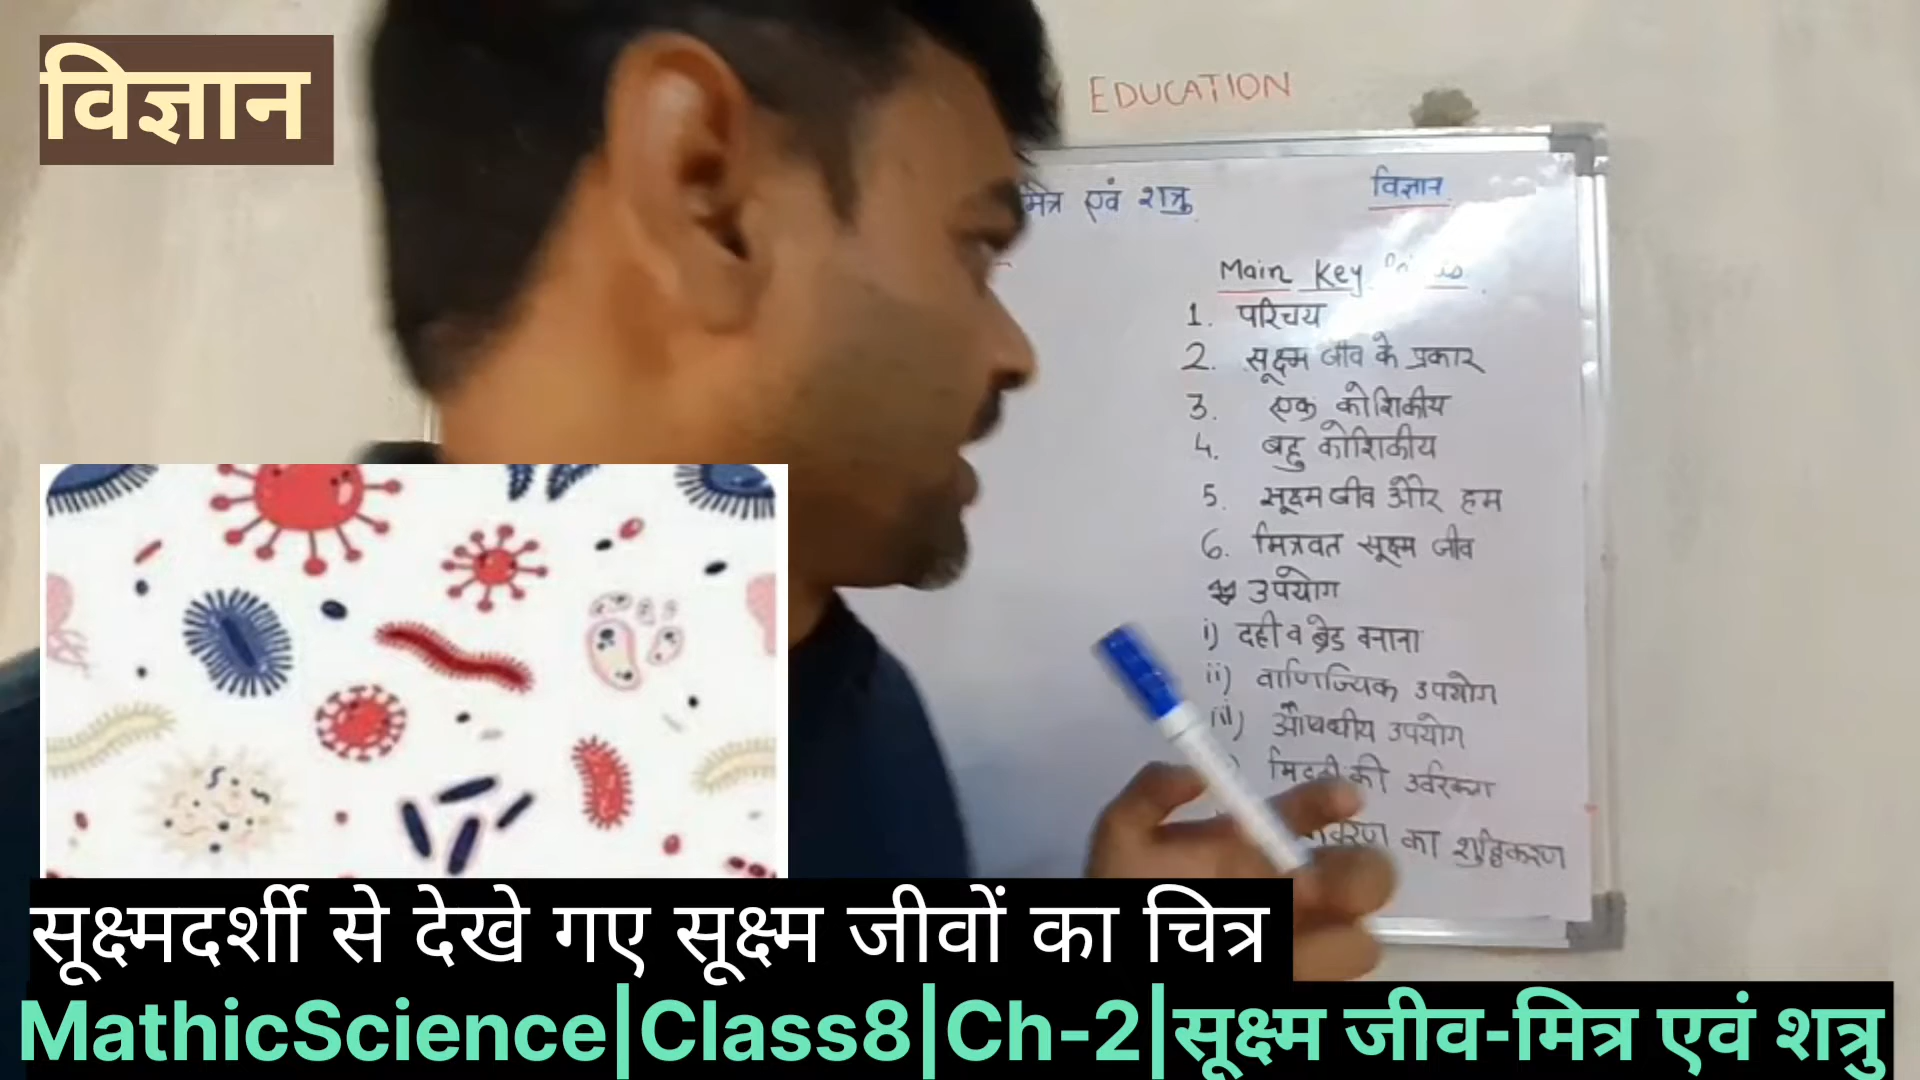 विज्ञान
EDUCATION
मित्र एवं शत्रु
विज्ञान
Main Key
1. परिचय
2. सूक्ष्म जीव के प्रकार
3. एक कोशिकीय
4. बहु कोशिकीय
5. सूक्ष्म जीव और हम
6. मित्रवत सूक्ष्म जीव
उपयोग
i) दही व ब्रेड बनाना
ii) वाणिज्यिक उपयोग
iii) औषधीय उपयोग
की उर्वरकता
का शुद्धिकरण
सूक्ष्मदर्शी से देखे गए सूक्ष्म जीवों का चित्र
MathicScience|Class8|Ch-2|सूक्ष्म जीव-मित्र एवं शत्रु